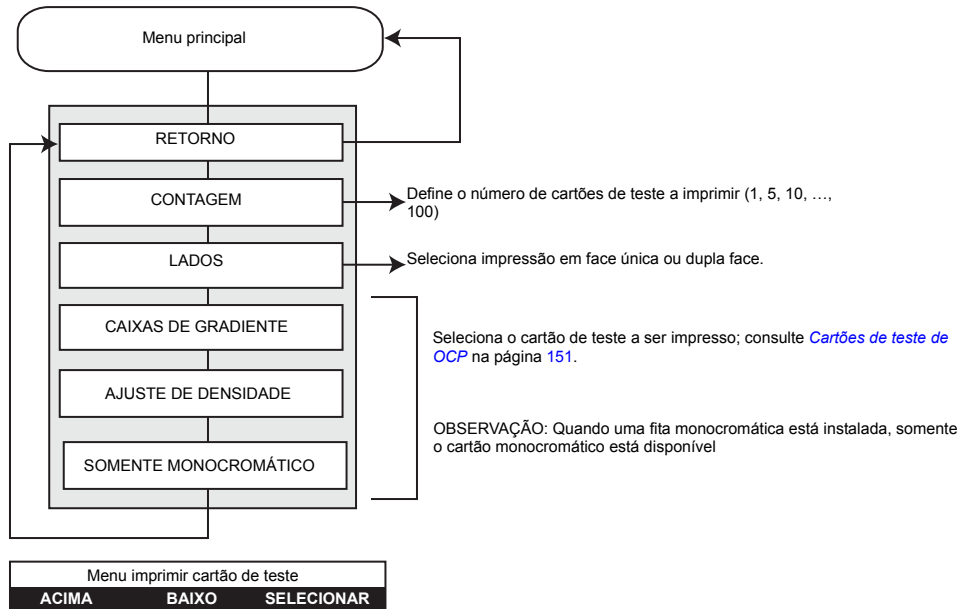 Menu principal
RETORNO
CONTAGEM
Define o número de cartões de teste a imprimir (1, 5, 10, …,
100)
LADOS
Seleciona impressão em face única ou dupla face.
CAIXAS DE GRADIENTE
Seleciona o cartão de teste a ser impresso; consulte Cartões de teste de
OCP na página 151.
AJUSTE DE DENSIDADE
OBSERVAÇÃO: Quando uma fita monocromática está instalada, somente
o cartão monocromático está disponível
SOMENTE MONOCROMÁTICO
Menu imprimir cartão de teste
ACIMA BAIXO SELECIONAR